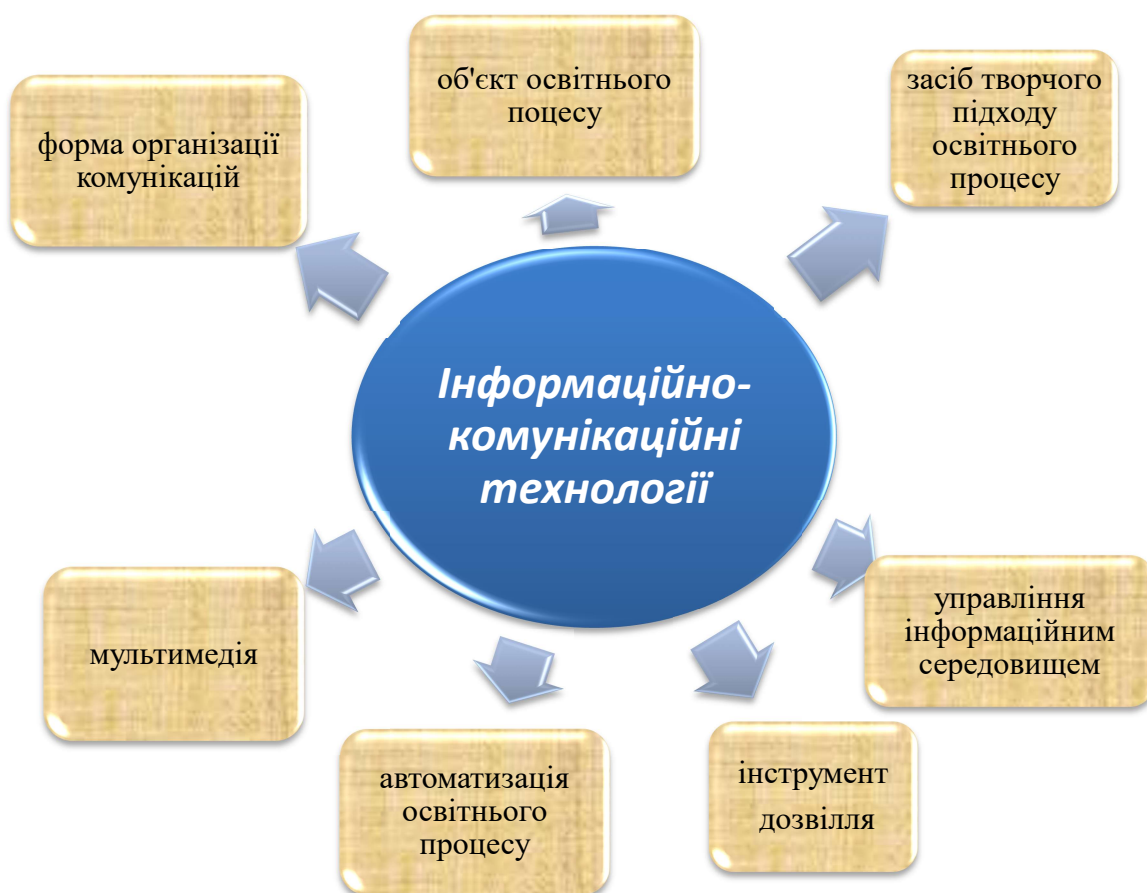 об'єкт освітнього
поцесу
засіб творчого
підходу
освітнього
процесу
форма організації
комунікацій
Інформаційно-
комунікаційні
технології
управління
інформаційним
середовищем
мультимедія
автоматизація
освітнього
процесу
інструмент
дозвілля